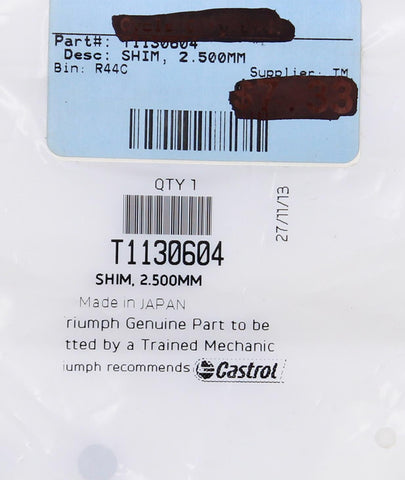 Part#: T1130604
Desc: SHIM, 2.500MM
Bin: R44C Supplier: TM
QTY 1
27/11/13
T1130604
SHIM, 2.500MM
Made in JAPAN
riumph Genuine Part to be
tted by a Trained Mechanic
iumph recommends Castrol